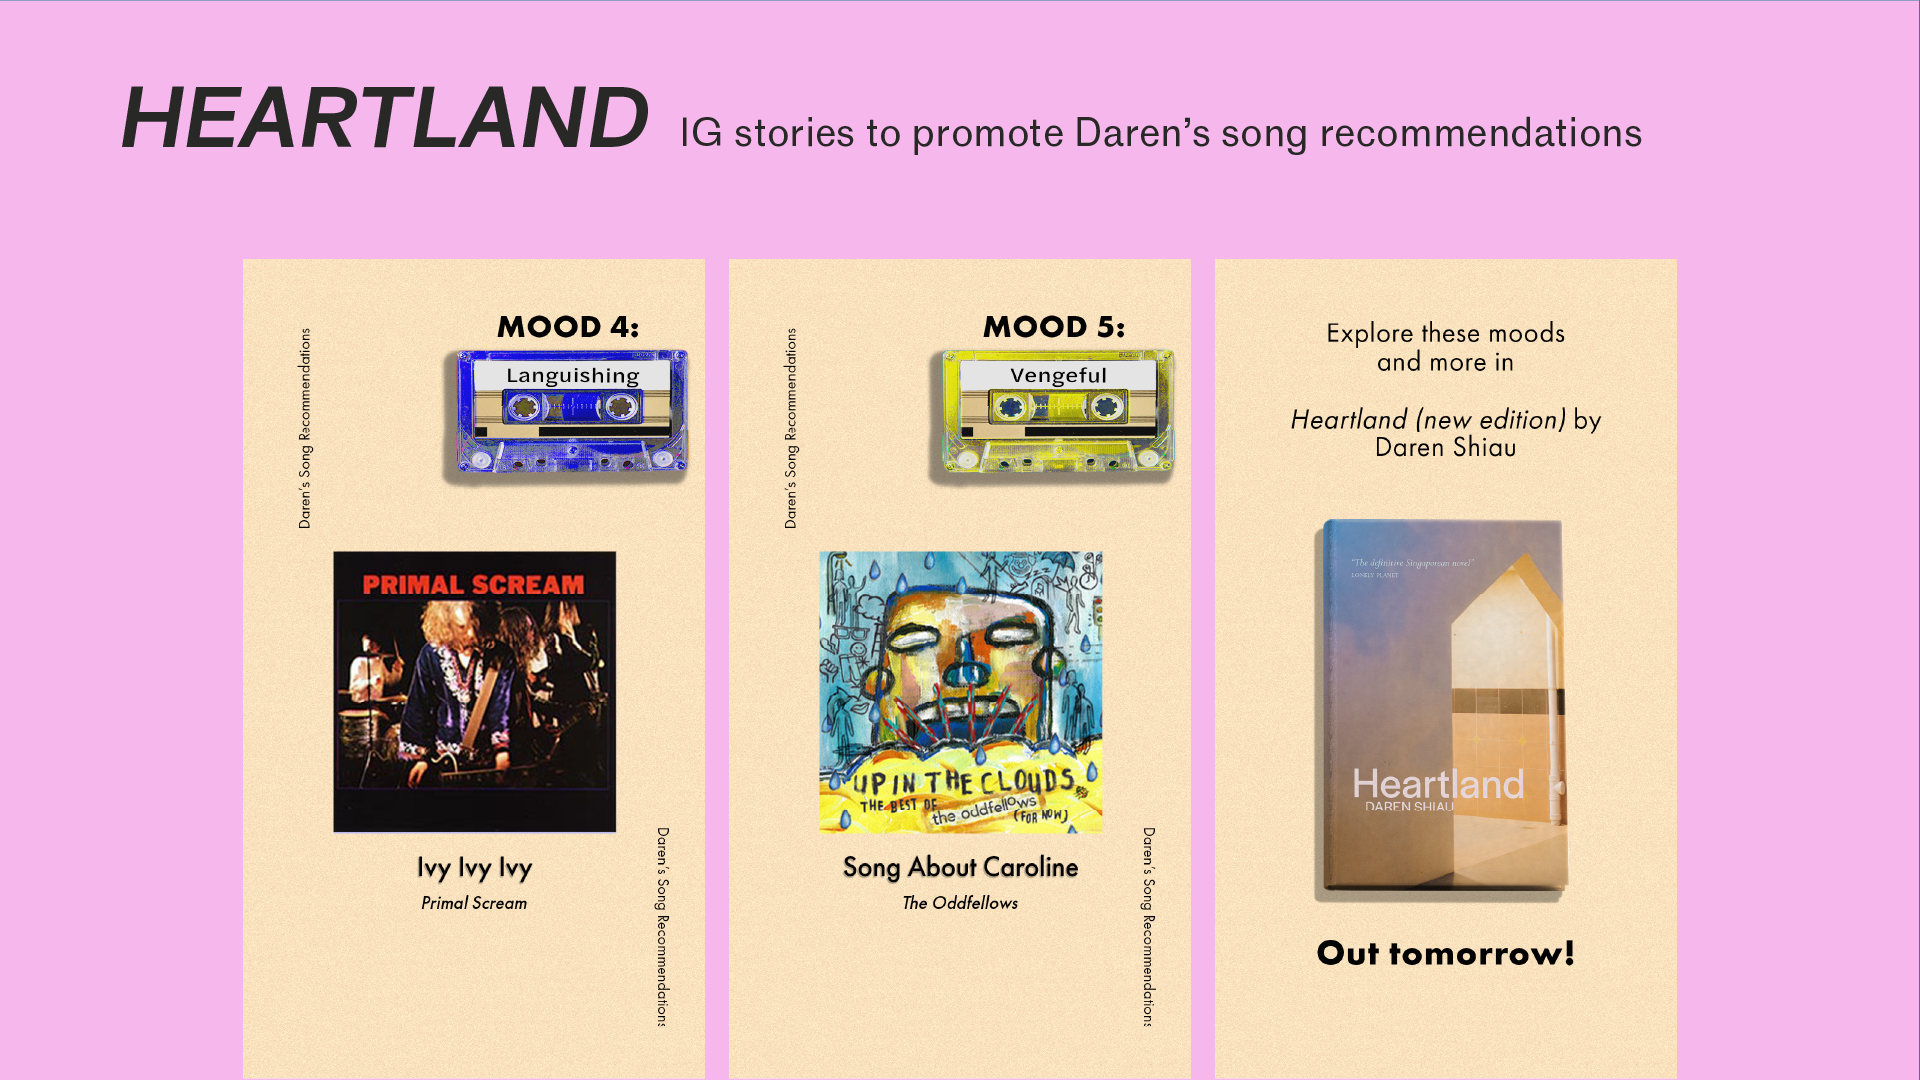 HEARTLAND IG stories to promote Daren’s song recommendations
Daren's Song Recommendations
MOOD 4:
Languishing
PRIMAL SCREAM
Ivy Ivy Ivy
Primal Scream
Daren's Song Recommendations
Daren's Song Recommendations
MOOD 5:
Vengeful
UP IN THE CLOUDS
THE BEST OF
the oddfellows
(FOR NOW)
Song About Caroline
The Oddfellows
Daren's Song Recommendations
Explore these moods
and more in
Heartland (new edition) by
Daren Shiau
"The definitive Singaporean novel"
LONELY PLANET
Heartland
DAREN SHIAU
Out tomorrow!